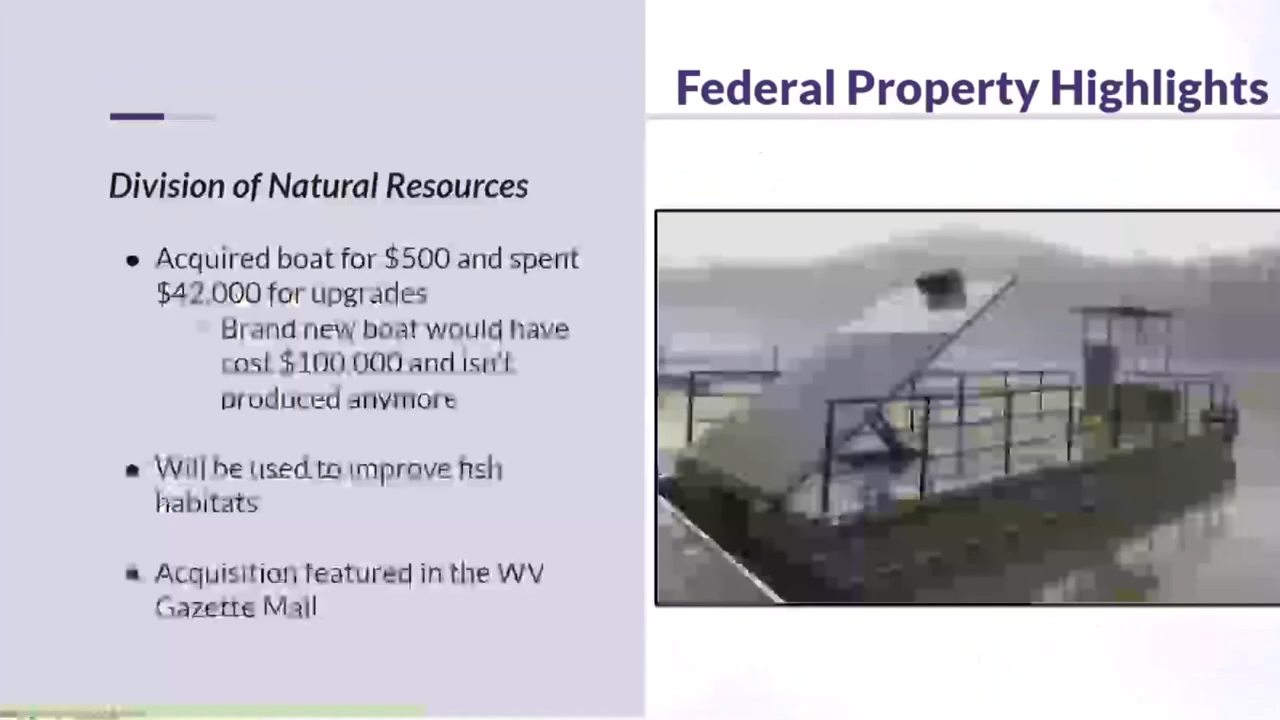 Federal Property Highlights
Division of Natural Resources
Acquired boat for $500 and spent
$42,000 for upgrades
Brand new boat would have
cost $100,000 and isn't
produced anymore
Will be used to improve fish
habitats
Acquisition featured in the WV
Gazette Mail